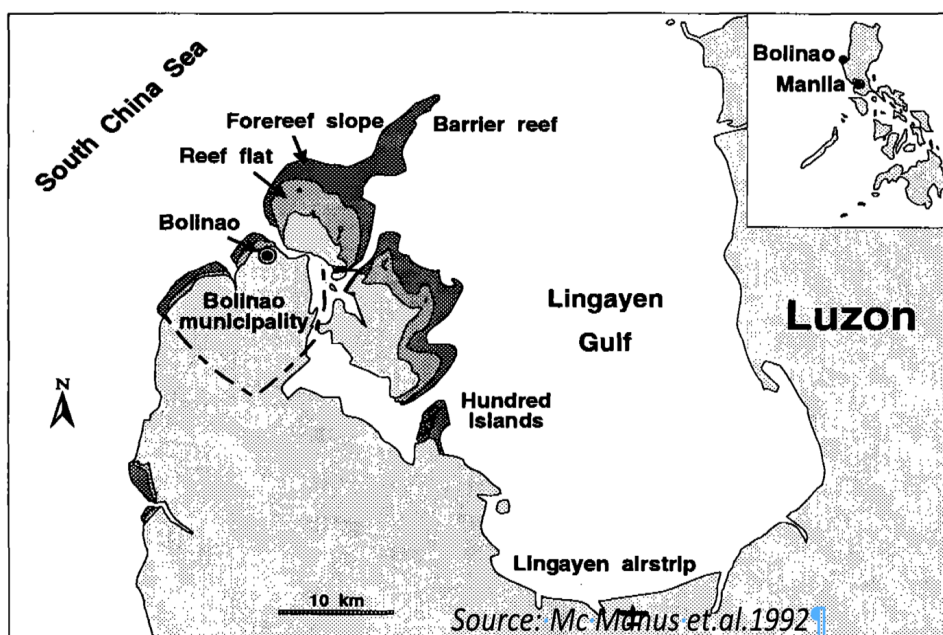 South China Sea
Forereef slope
Barrier reef
Reef flat
Bolinao
Bolinao
municipality
Lingayen
Gulf
Luzon
Hundred
Islands
N
Lingayen airstrip
10 km
Source: Mc Manus et.al.1992¶
Bolinao
Manila